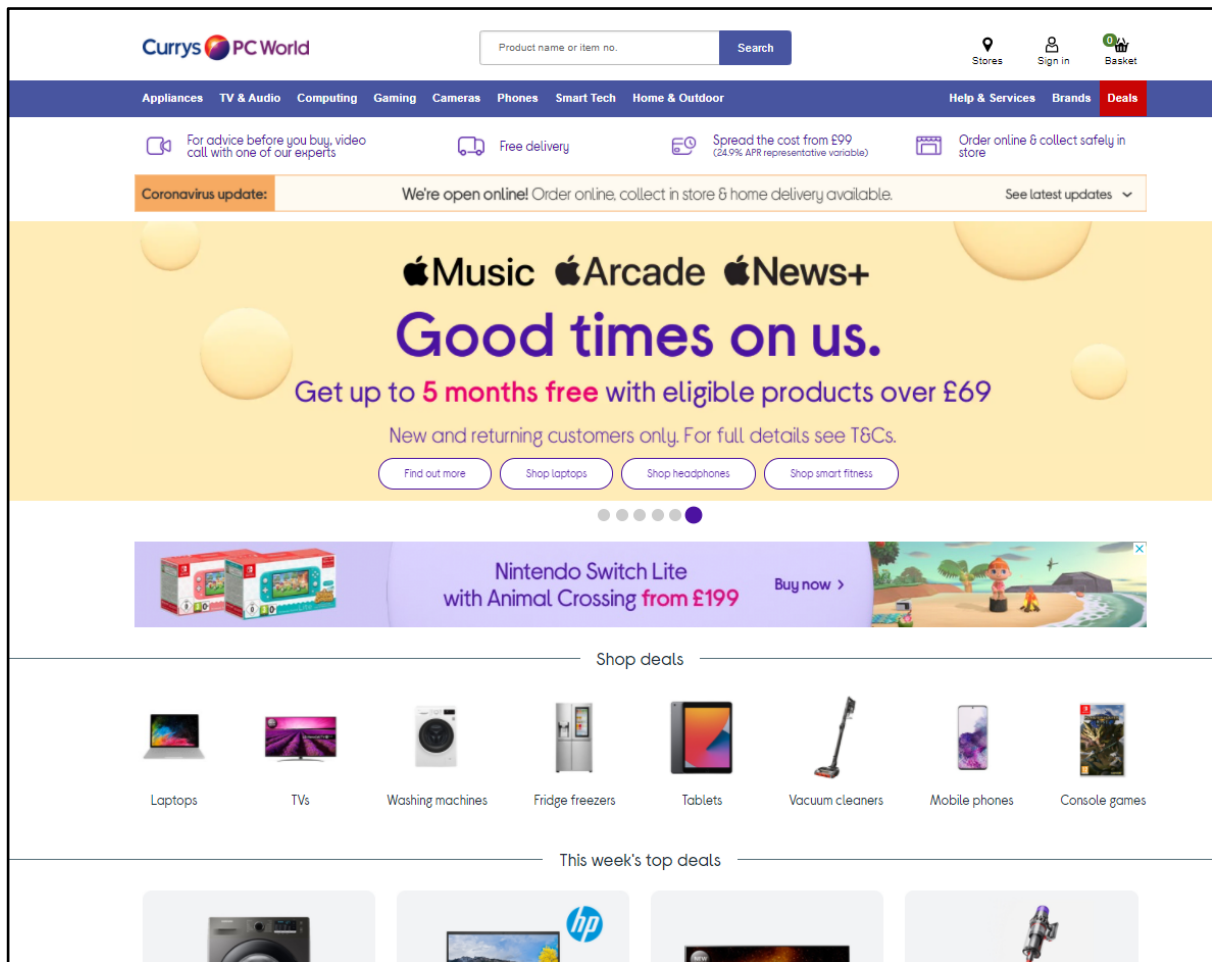 Currys PC World
Product name or item no.
Search
Stores
Sign in
0
Basket
Appliances TV & Audio Computing Gaming Cameras Phones Smart Tech Home & Outdoor Help & Services Brands Deals
For advice before you buy, video
call with one of our experts
Free delivery
Spread the cost from £99
(24.9% APR representative variable)
Order online & collect safely in
store
Coronavirus update:
We're open online! Order online, collect in store & home delivery available.
See latest updates
Music Arcade News+
Good times on us.
Get up to 5 months free with eligible products over £69
New and returning customers only. For full details see T&Cs.
Find out more
Shop laptops
Shop headphones
Shop smart fitness
Nintendo Switch Lite
with Animal Crossing from £199
Buy now >
Shop deals
Laptops
TVs
Washing machines
Fridge freezers
Tablets
Vacuum cleaners
Mobile phones
Console games
This week's top deals
hp
NEW